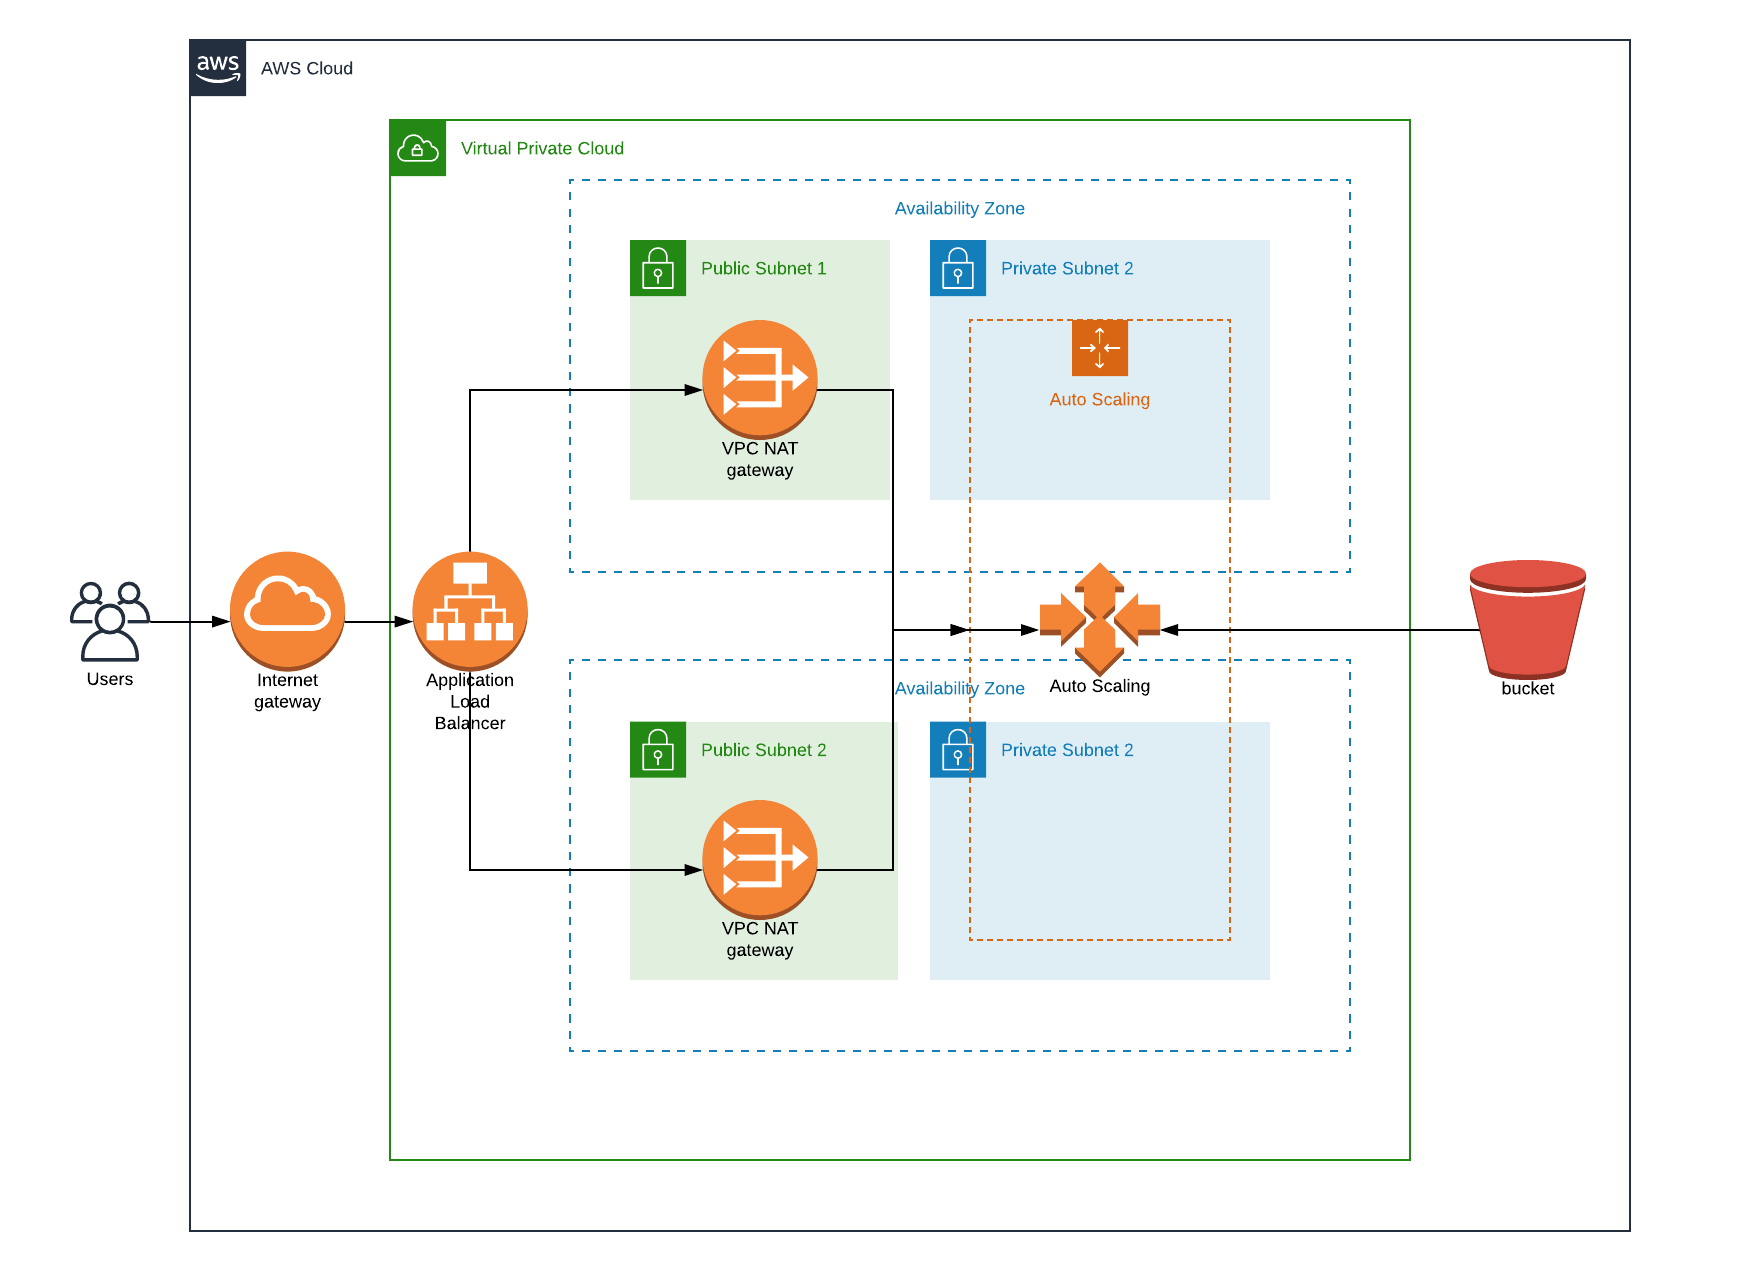 aws
AWS Cloud
Virtual Private Cloud
Availability Zone
Public Subnet 1
Private Subnet 2
Auto Scaling
VPC NAT
gateway
Users
Internet
gateway
Application
Load
Balancer
Availability Zone
Auto Scaling
bucket
Public Subnet 2
Private Subnet 2
VPC NAT
gateway